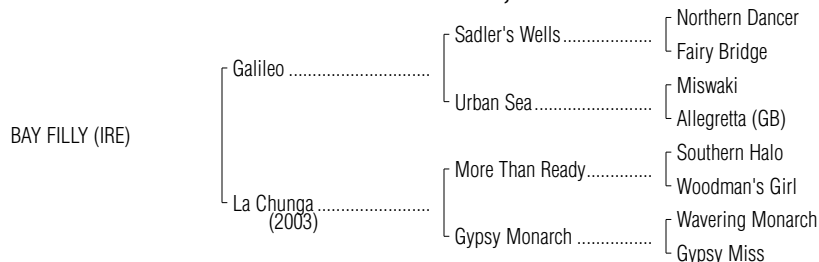 Northern Dancer
Sadler's Wells
Fairy Bridge
Galileo
Miswaki
Urban Sea
Allegretta (GB)
BAY FILLY (IRE)
Southern Halo
More Than Ready
Woodman's Girl
La Chunga
(2003)
Wavering Monarch
Gypsy Monarch
Gypsy Miss